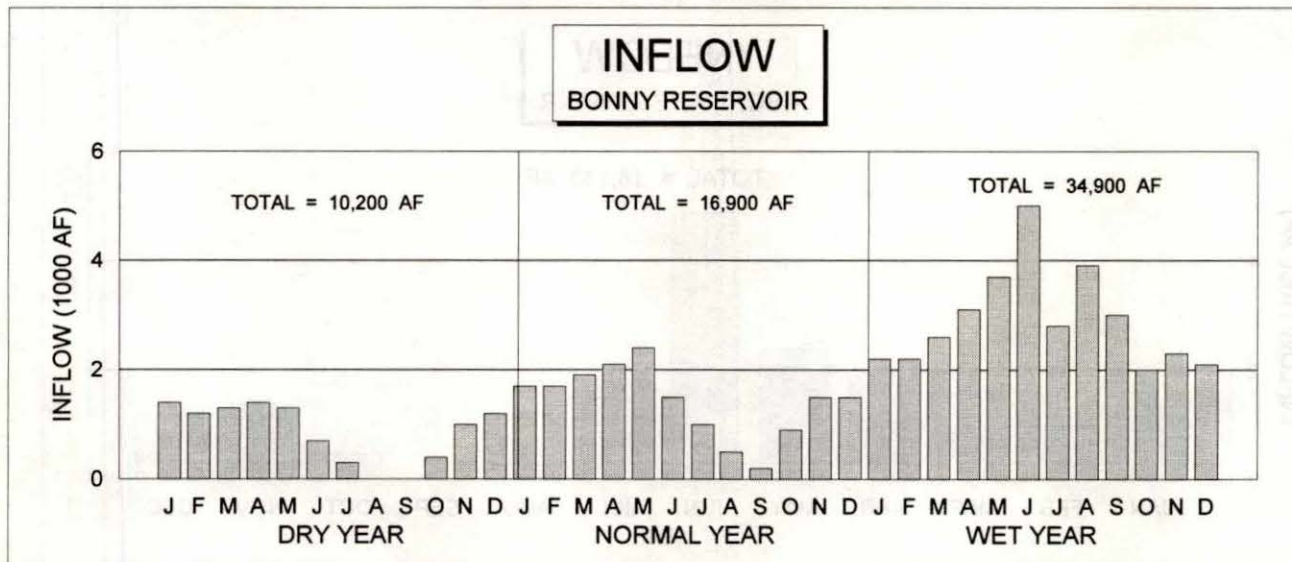 INFLOW
BONNY RESERVOIR
6
4
2
0
INFLOW (1000 AF)
TOTAL = 10,200 AF
TOTAL = 16,900 AF
TOTAL = 34,900 AF
J F M A M J J A S O N D J F M A M J J A S O N D J F M A M J J A S O N D
DRY YEAR NORMAL YEAR WET YEAR